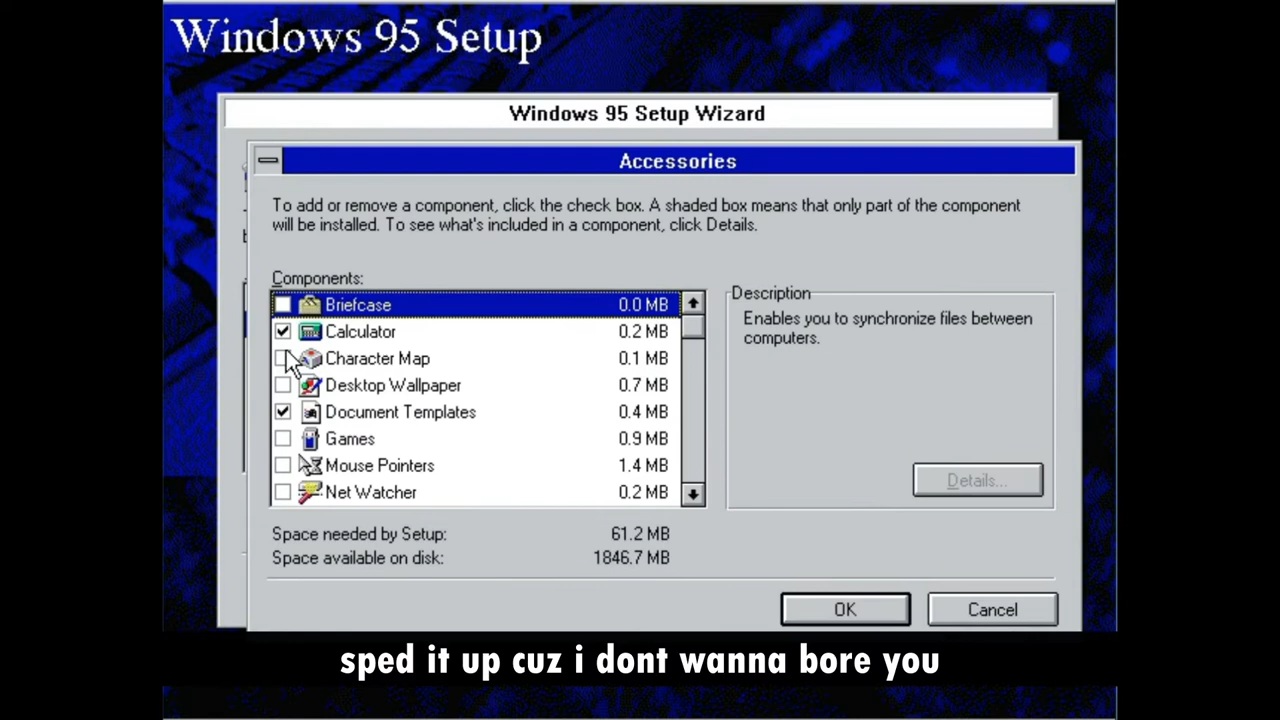 Windows 95 Setup
Windows 95 Setup Wizard
Accessories
To add or remove a component, click the check box. A shaded box means that only part of the component
will be installed. To see what's included in a component, click Details.
Components:
Briefcase 0.0 MB
Calculator 0.2 MB
Character Map 0.1 MB
Desktop Wallpaper 0.7 MB
Document Templates 0.4 MB
Games 0.9 MB
Mouse Pointers 1.4 MB
Net Watcher 0.2 MB
Description
Enables you to synchronize files between
computers.
Details...
Space needed by Setup: 61.2 MB
Space available on disk: 1846.7 MB
OK Cancel
sped it up cuz i dont wanna bore you